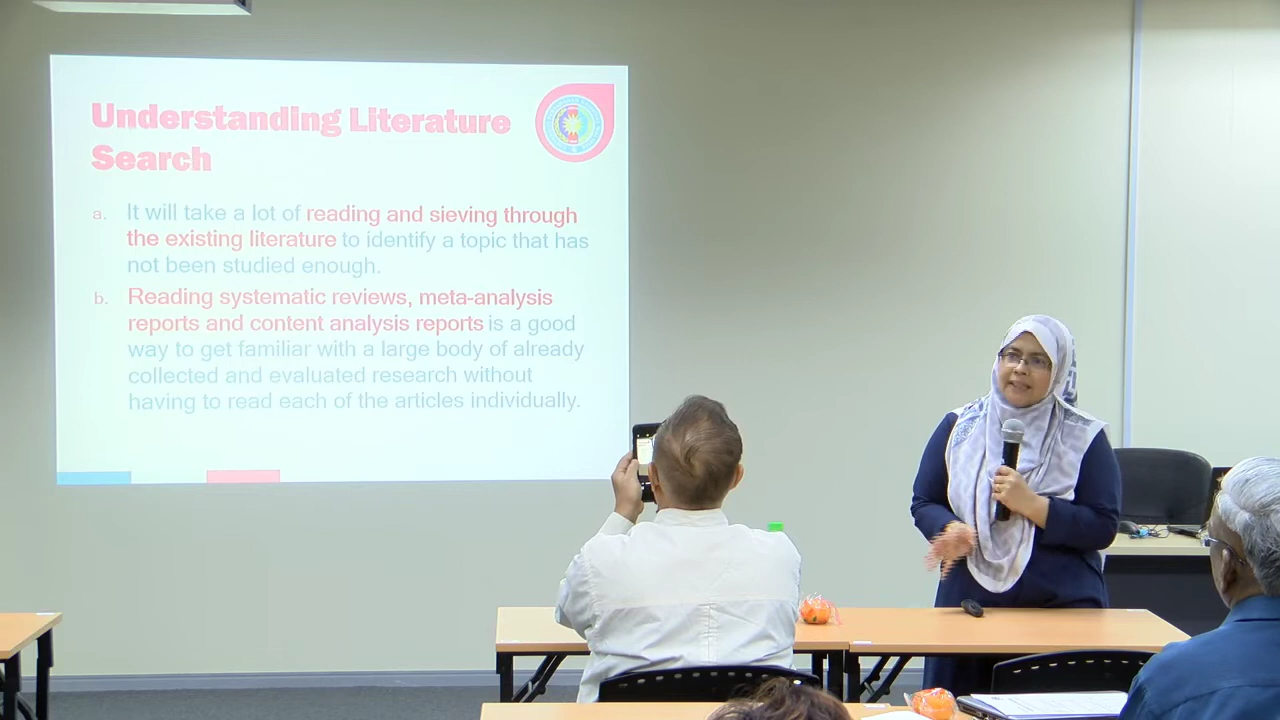 Understanding Literature
Search
a. It will take a lot of reading and sieving through
the existing literature to identify a topic that has
not been studied enough.
b. Reading systematic reviews, meta-analysis
reports and content analysis reports is a good
way to get familiar with a large body of already
collected and evaluated research without
having to read each of the articles individually.